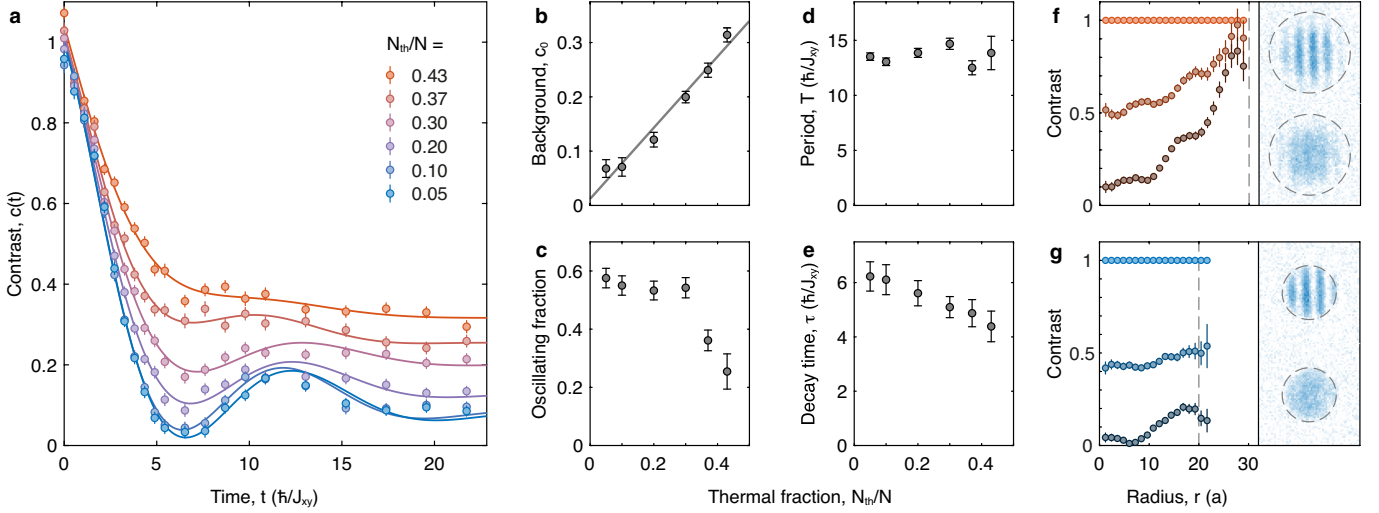 a
Contrast, c(t)
1
0.8
0.6
0.4
0.2
0
N_th/N =
0.43
0.37
0.30
0.20
0.10
0.05
0 5 10 15 20
Time, t (ħ/J_xy)
b
Background, c₀
0.3
0.2
0.1
0
c
Oscillating fraction
0.6
0.4
0.2
0
0 0.2 0.4
d
Period, T (ħ/J_xy)
15
10
5
0
e
Decay time, τ (ħ/J_xy)
6
4
2
0
0 0.2 0.4
Thermal fraction, N_th/N
f
Contrast
1
0.5
0
g
Contrast
1
0.5
0
0 10 20 30
Radius, r (a)